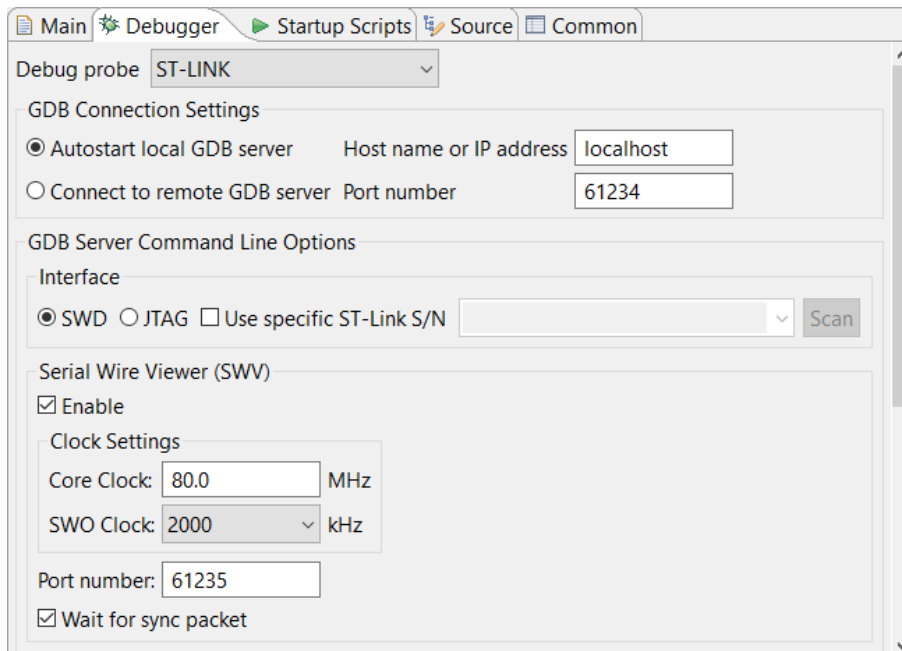 Main Debugger Startup Scripts Source Common
Debug probe ST-LINK
GDB Connection Settings
Autostart local GDB server Host name or IP address localhost
Connect to remote GDB server Port number 61234
GDB Server Command Line Options
Interface
SWD JTAG Use specific ST-Link S/N Scan
Serial Wire Viewer (SWV)
Enable
Clock Settings
Core Clock: 80.0 MHz
SWO Clock: 2000 kHz
Port number: 61235
Wait for sync packet